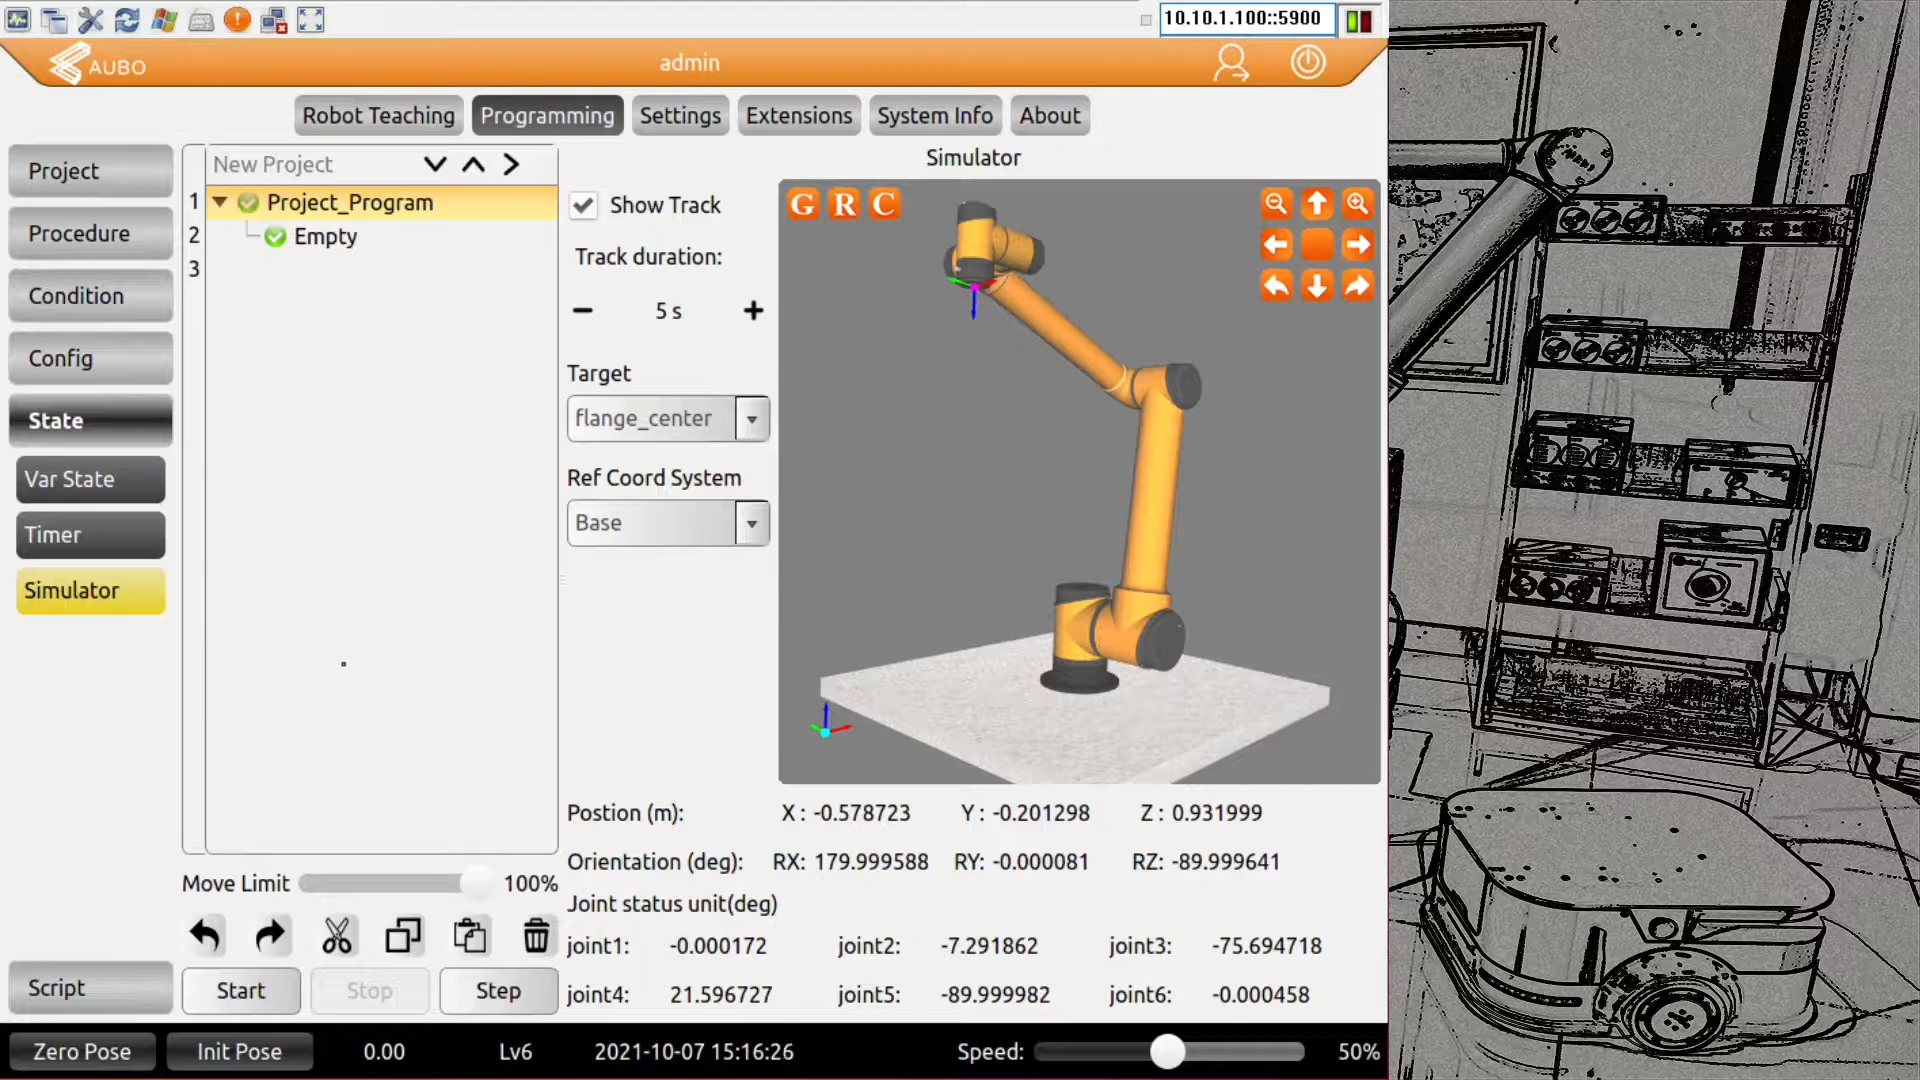 10.10.1.100::5900
AUBO
admin
Robot Teaching
Programming
Settings
Extensions
System Info
About
Project
Procedure
Condition
Config
State
Var State
Timer
Simulator
Script
New Project
1
Project_Program
2
Empty
3
Move Limit
100%
Start
Stop
Step
Simulator
Show Track
Track duration:
5 s
Target
flange_center
Ref Coord System
Base
G R C
Postion (m): X : -0.578723 Y : -0.201298 Z : 0.931999
Orientation (deg): RX: 179.999588 RY: -0.000081 RZ: -89.999641
Joint status unit(deg)
joint1: -0.000172 joint2: -7.291862 joint3: -75.694718
joint4: 21.596727 joint5: -89.999982 joint6: -0.000458
Zero Pose
Init Pose
0.00
Lv6
2021-10-07 15:16:26
Speed:
50%